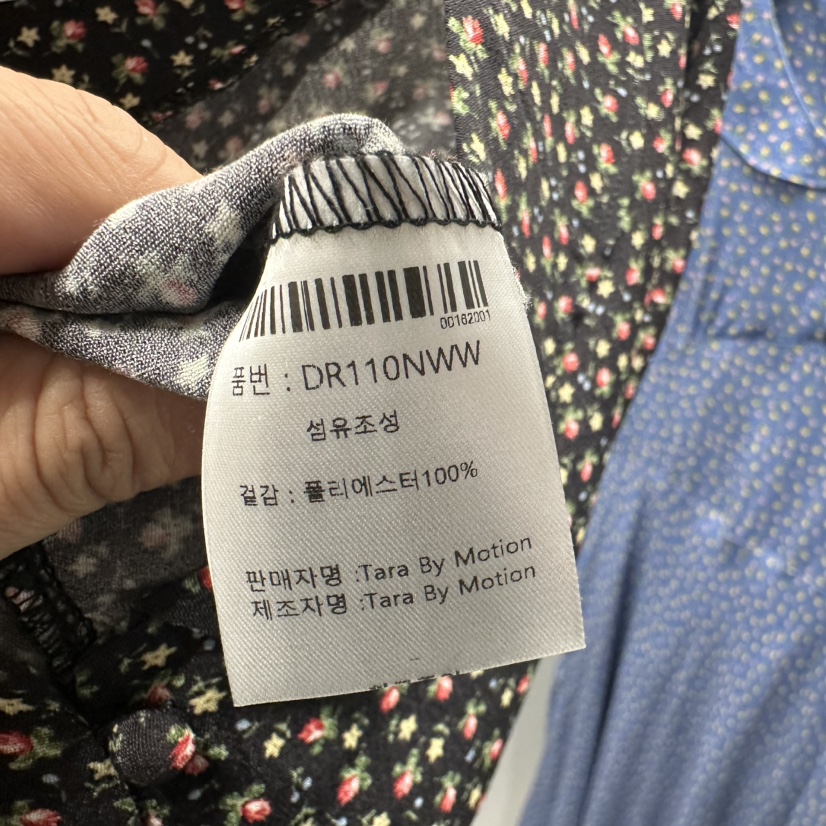 00182001
품번 : DR110NWW
섬유조성
겉감 : 폴리에스터100%
판매자명 :Tara By Motion
제조자명 :Tara By Motion